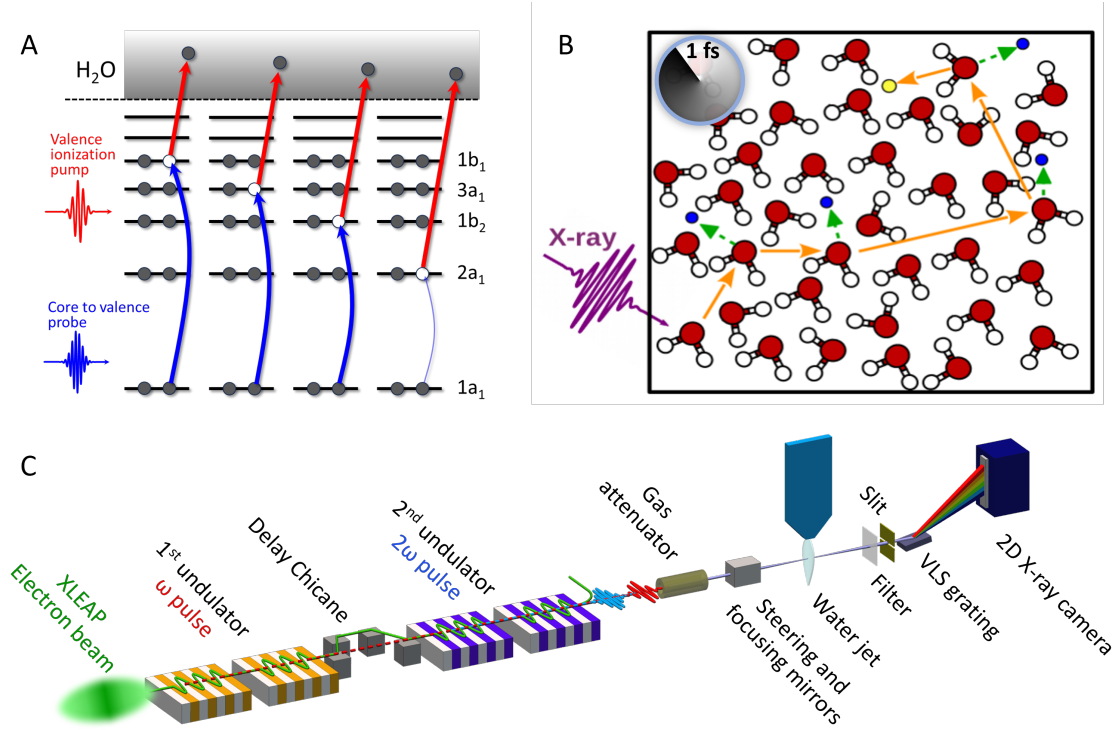 A
H₂O
Valence
ionization
pump
1b₁
3a₁
1b₂
2a₁
Core to valence
probe
1a₁
B
1 fs
X-ray
C
XLEAP
Electron beam
1ˢᵗ undulator
ω pulse
Delay Chicane
2ⁿᵈ undulator
2ω pulse
Gas
attenuator
Steering and
focusing mirrors
Water jet
Filter
Slit
VLS grating
2D X-ray camera